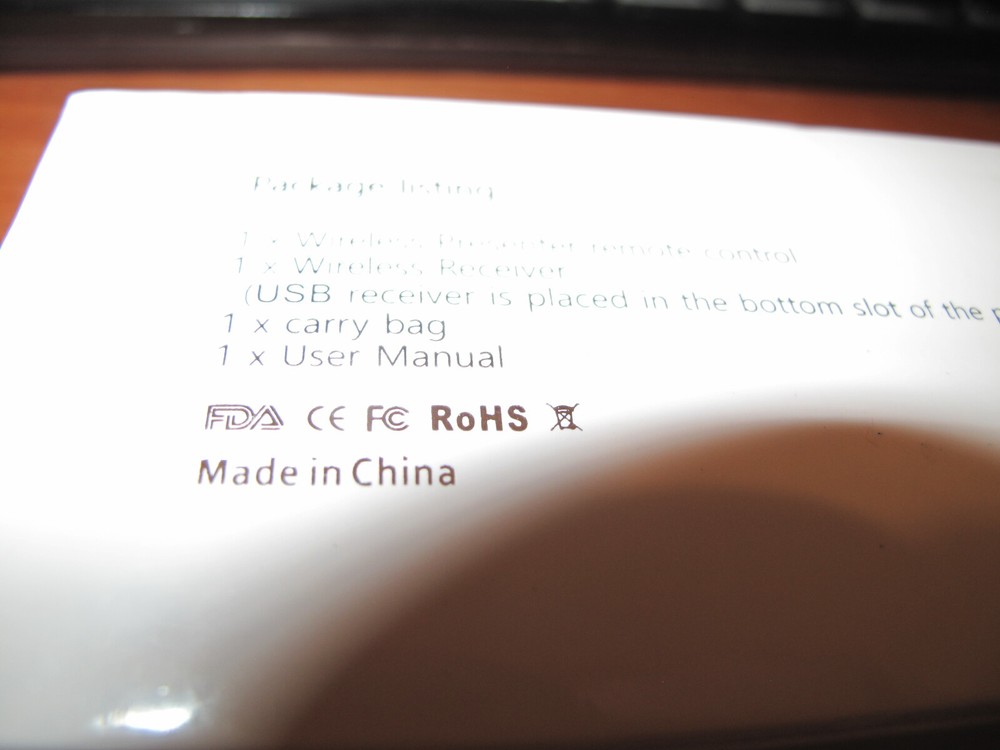 Package listing
1 x Wireless Presenter remote control
1 x Wireless Receiver
(USB receiver is placed in the bottom slot of the
1 x carry bag
1 x User Manual
FDA CE FC RoHS
Made in China